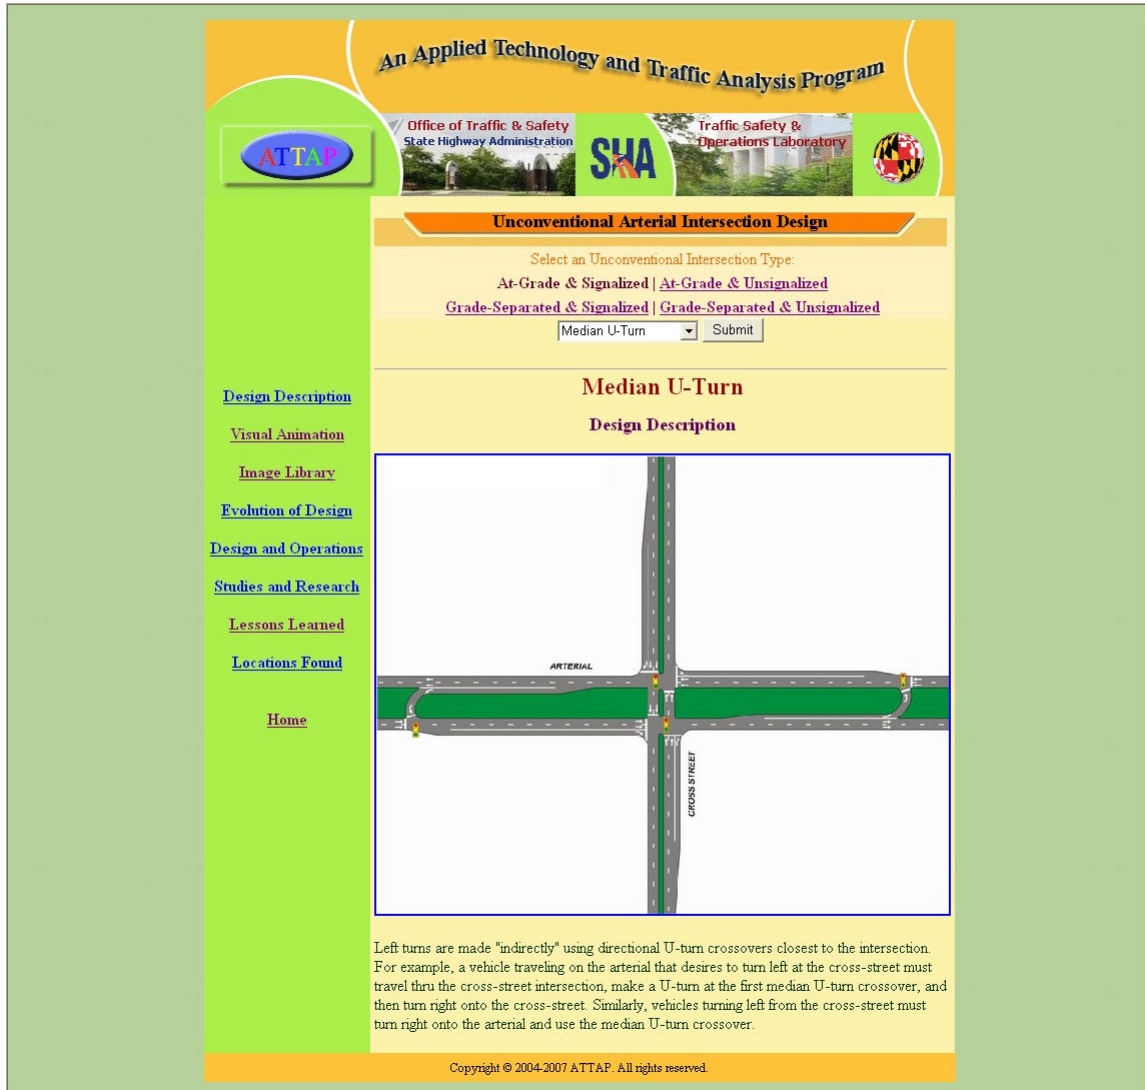 An Applied Technology and Traffic Analysis Program
ATTAP
Office of Traffic & Safety
State Highway Administration
SHA
Traffic Safety &
Operations Laboratory
Unconventional Arterial Intersection Design
Select an Unconventional Intersection Type:
At-Grade & Signalized | At-Grade & Unsignalized
Grade-Separated & Signalized | Grade-Separated & Unsignalized
Median U-Turn Submit
Design Description
Visual Animation
Image Library
Evolution of Design
Design and Operations
Studies and Research
Lessons Learned
Locations Found
Home
Median U-Turn
Design Description
ARTERIAL
CROSS STREET
Left turns are made "indirectly" using directional U-turn crossovers closest to the intersection.
For example, a vehicle traveling on the arterial that desires to turn left at the cross-street must
travel thru the cross-street intersection, make a U-turn at the first median U-turn crossover, and
then turn right onto the cross-street. Similarly, vehicles turning left from the cross-street must
turn right onto the arterial and use the median U-turn crossover.
Copyright © 2004-2007 ATTAP. All rights reserved.